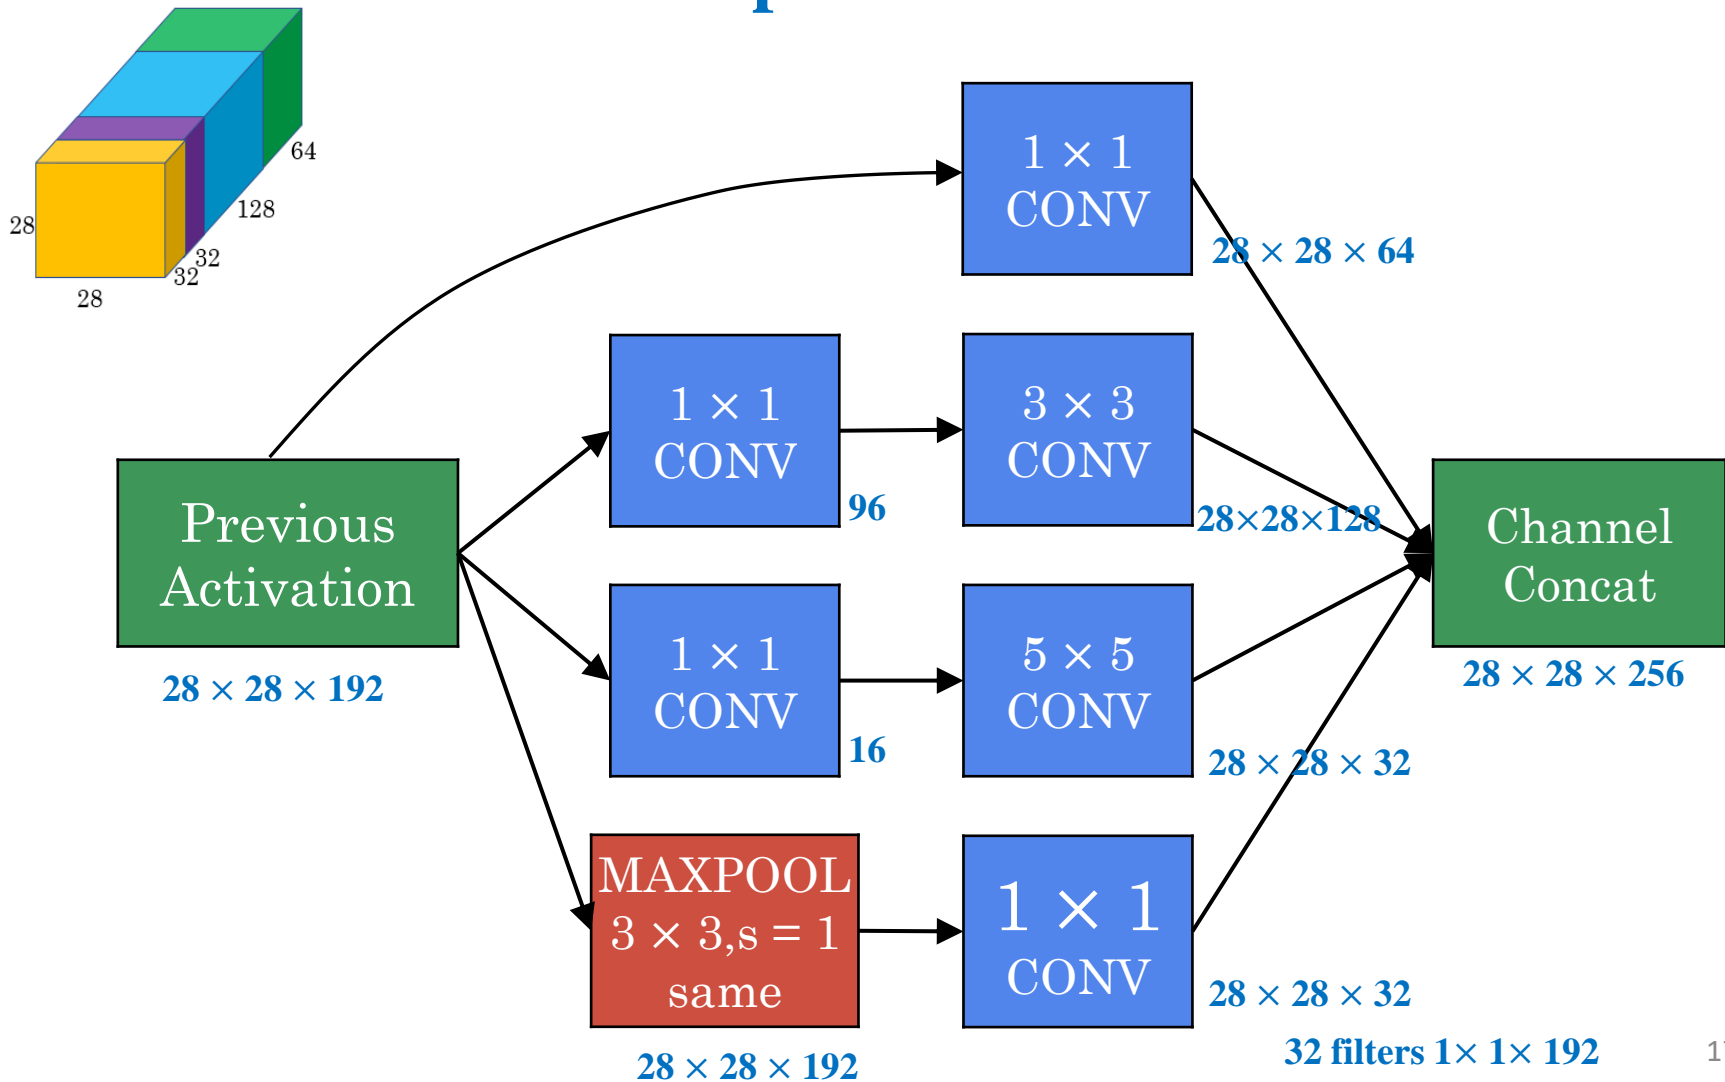 64
28
128
32
32
28
1 × 1
CONV
28 × 28 × 64
1 × 1
CONV
96
3 × 3
CONV
28×28×128
Previous
Activation
28 × 28 × 192
Channel
Concat
28 × 28 × 256
1 × 1
CONV
16
5 × 5
CONV
28 × 28 × 32
MAXPOOL
3 × 3,s = 1
same
28 × 28 × 192
1 × 1
CONV
28 × 28 × 32
32 filters 1× 1× 192